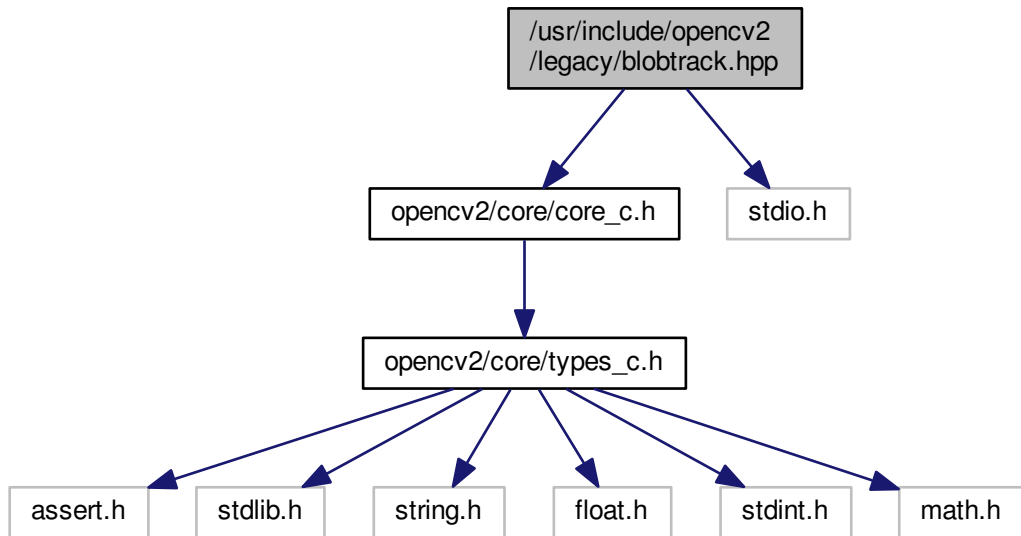 /usr/include/opencv2
/legacy/blobtrack.hpp
opencv2/core/core_c.h
stdio.h
opencv2/core/types_c.h
assert.h
stdlib.h
string.h
float.h
stdint.h
math.h